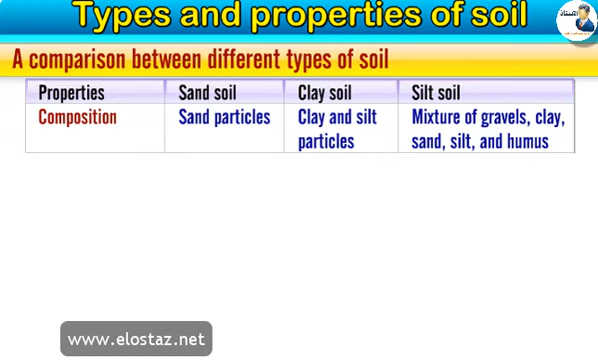 Types and properties of soil
الأستاذ
A comparison between different types of soil
Properties Sand soil Clay soil Silt soil
Composition Sand particles Clay and silt Mixture of gravels, clay,
particles sand, silt, and humus
www.elostaz.net